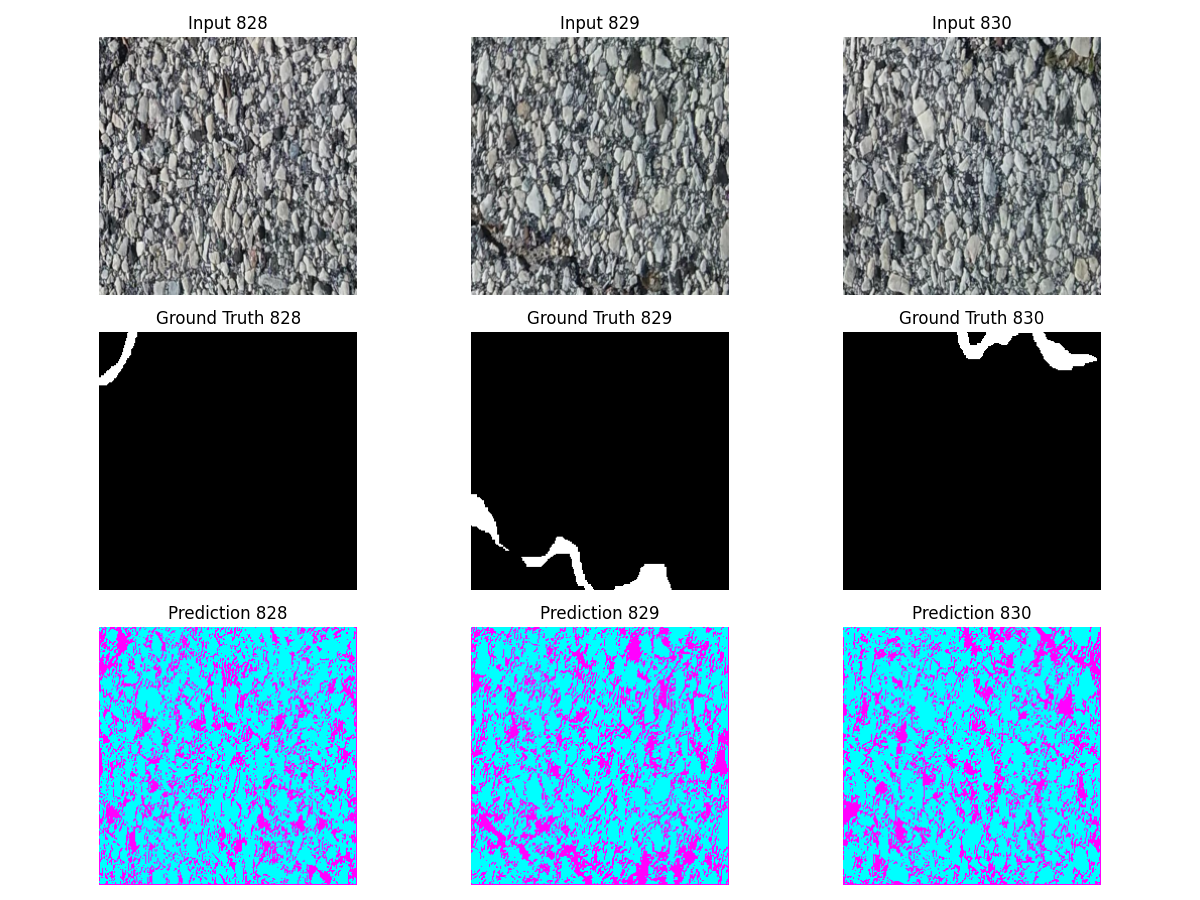 Input 828
Input 829
Input 830
Ground Truth 828
Ground Truth 829
Ground Truth 830
Prediction 828
Prediction 829
Prediction 830